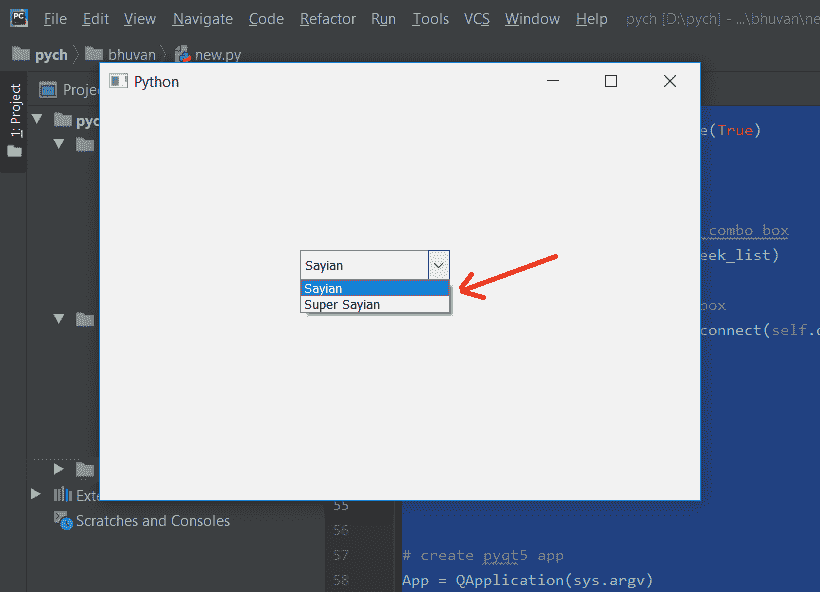 PC File Edit View Navigate Code Refactor Run Tools VCS Window Help pych [D:\pych] - ...\bhuvan\ne
pych bhuvan new.py
1: Project
Proje
Python
pyc
e(True)
combo box
eek_list)
Sayian
Sayian
Super Sayian
box
connect(self.c
Exte
Scratches and Consoles
55
56
57 # create pyqt5 app
58 App = QApplication(sys.argv)